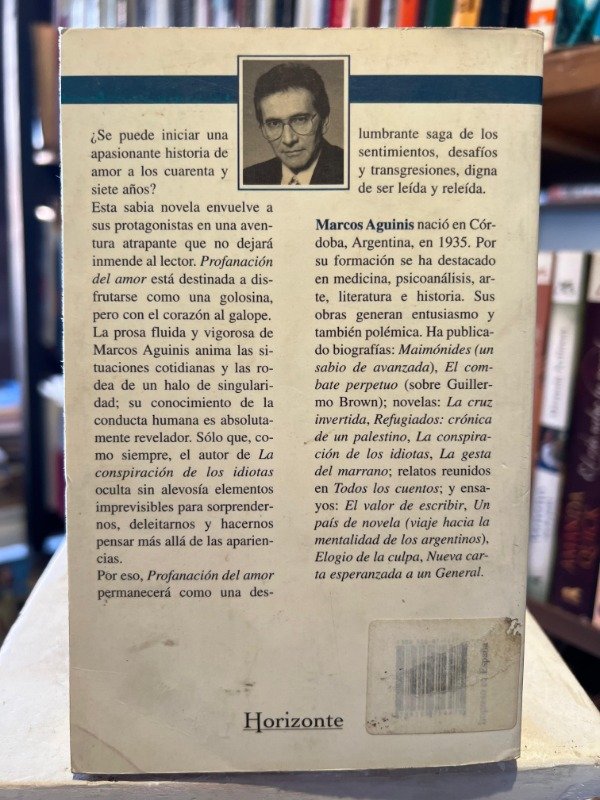 ¿Se puede iniciar una
apasionante historia de
amor a los cuarenta y
siete años?
Esta sabia novela envuelve a
sus protagonistas en una aven-
tura atrapante que no dejará
inmende al lector. Profanación
del amor está destinada a dis-
frutarse como una golosina,
pero con el corazón al galope.
La prosa fluida y vigorosa de
Marcos Aguinis anima las si-
tuaciones cotidianas y las ro-
dea de un halo de singulari-
dad; su conocimiento de la
conducta humana es absoluta-
mente revelador. Sólo que, co-
mo siempre, el autor de La
conspiración de los idiotas
oculta sin alevosía elementos
imprevisibles para sorprender-
nos, deleitarnos y hacernos
pensar más allá de las aparien-
cias.
Por eso, Profanación del amor
permanecerá como una des-
lumbrante saga de los
sentimientos, desafíos
y transgresiones, digna
de ser leída y releída.
Marcos Aguinis nació en Cór-
doba, Argentina, en 1935. Por
su formación se ha destacado
en medicina, psicoanálisis, ar-
te, literatura e historia. Sus
obras generan entusiasmo y
también polémica. Ha publica-
do biografías: Maimónides (un
sabio de avanzada), El com-
bate perpetuo (sobre Guiller-
mo Brown); novelas: La cruz
invertida, Refugiados: crónica
de un palestino, La conspira-
ción de los idiotas, La gesta
del marrano; relatos reunidos
en Todos los cuentos; y ensa-
yos: El valor de escribir, Un
país de novela (viaje hacia la
mentalidad de los argentinos),
Elogio de la culpa, Nueva car-
ta esperanzada a un General.
Horizonte
Impreso en España
AMANDA
QUICK